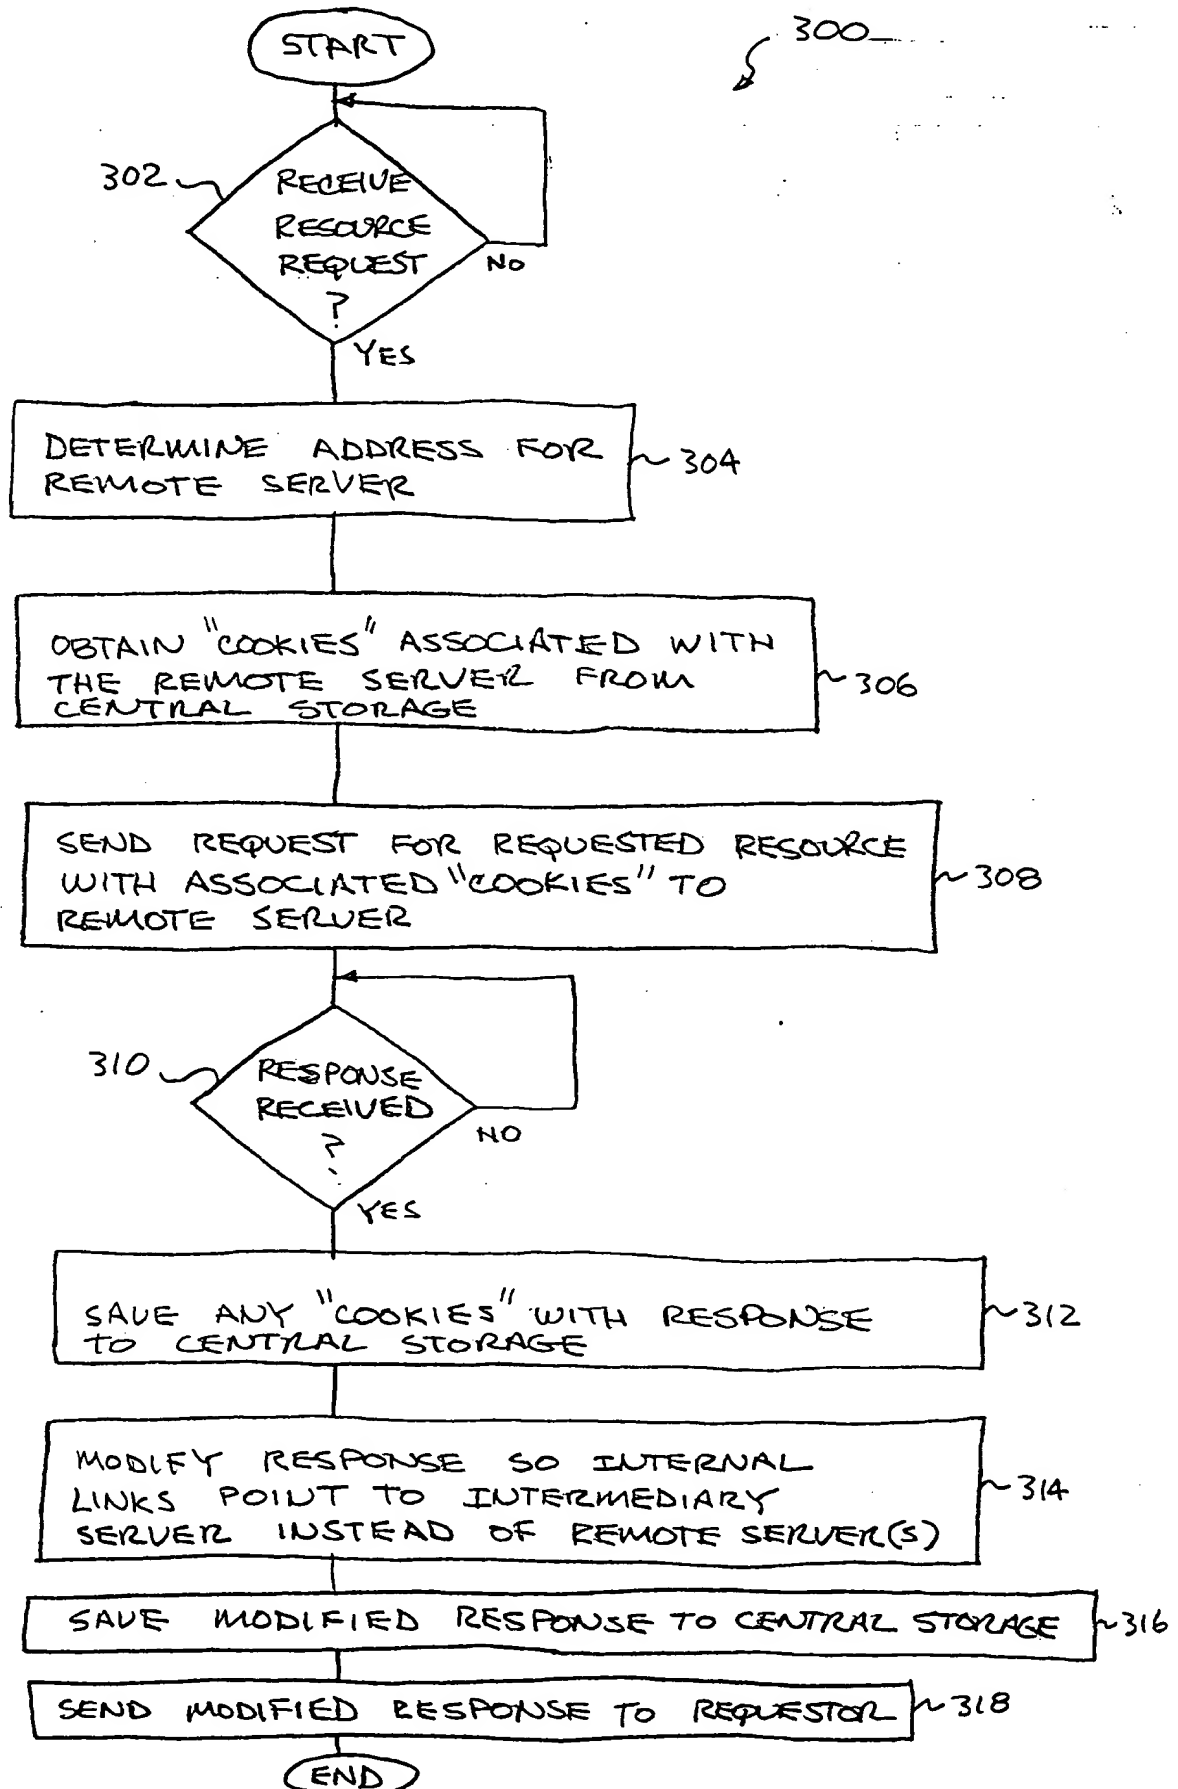 START
300
302
RECEIVE
RESOURCE
REQUEST
?
NO
YES
DETERMINE ADDRESS FOR
REMOTE SERVER
304
OBTAIN "COOKIES" ASSOCIATED WITH
THE REMOTE SERVER FROM
CENTRAL STORAGE
306
SEND REQUEST FOR REQUESTED RESOURCE
WITH ASSOCIATED "COOKIES" TO
REMOTE SERVER
308
310
RESPONSE
RECEIVED
?
NO
YES
SAVE ANY "COOKIES" WITH RESPONSE
TO CENTRAL STORAGE
312
MODIFY RESPONSE SO INTERNAL
LINKS POINT TO INTERMEDIARY
SERVER INSTEAD OF REMOTE SERVER(S)
314
SAVE MODIFIED RESPONSE TO CENTRAL STORAGE
316
SEND MODIFIED RESPONSE TO REQUESTOR
318
END